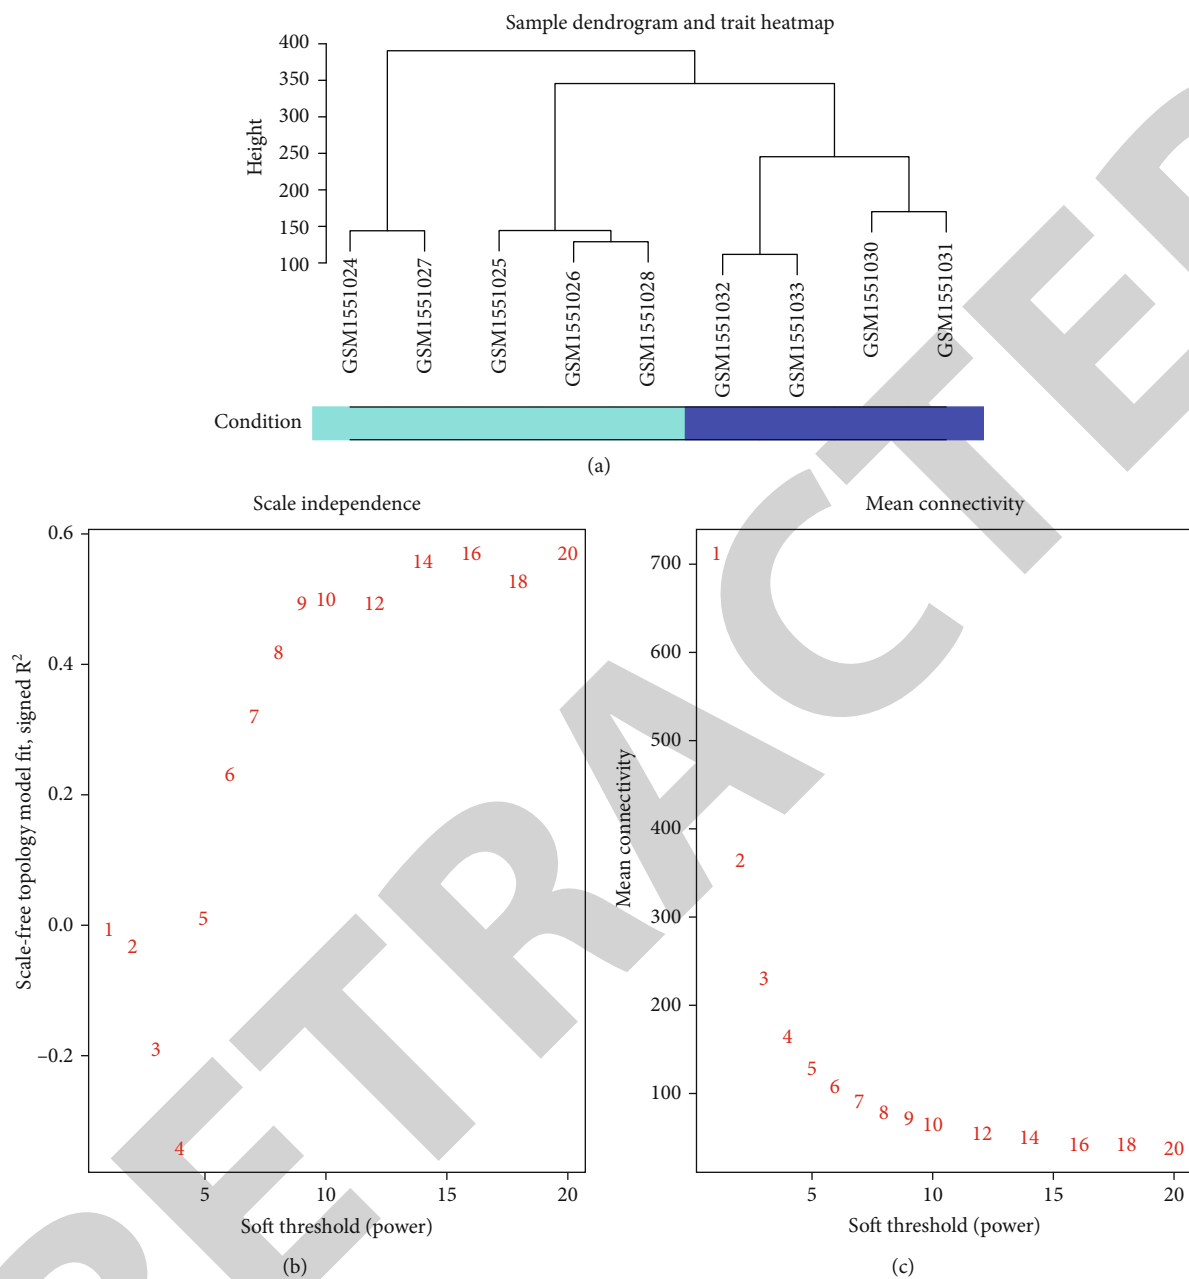 Sample dendrogram and trait heatmap
400
350
300
250
200
150
100
Height
GSM1551024
GSM1551027
GSM1551025
GSM1551026
GSM1551028
GSM1551032
GSM1551033
GSM1551030
GSM1551031
Condition
(a)
Scale independence
0.6
0.4
0.2
0.0
−0.2
Scale-free topology model fit, signed R²
1
2
3
4
5
6
7
8
9
10
12
14
16
18
20
5
10
15
20
Soft threshold (power)
(b)
Mean connectivity
700
600
500
400
300
200
100
Mean connectivity
1
2
3
4
5
6
7
8
9
10
12
14
16
18
20
5
10
15
20
Soft threshold (power)
(c)
RETRACTED